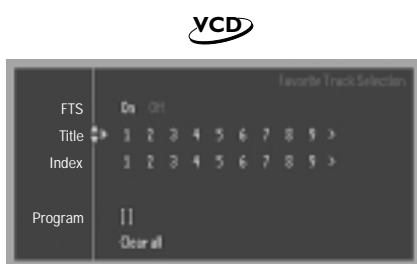 VCD
Favorite Track Selection
FTS On Off
Title 1 2 3 4 5 6 7 8 9 >
Index 1 2 3 4 5 6 7 8 9 >
Program []
Clear all